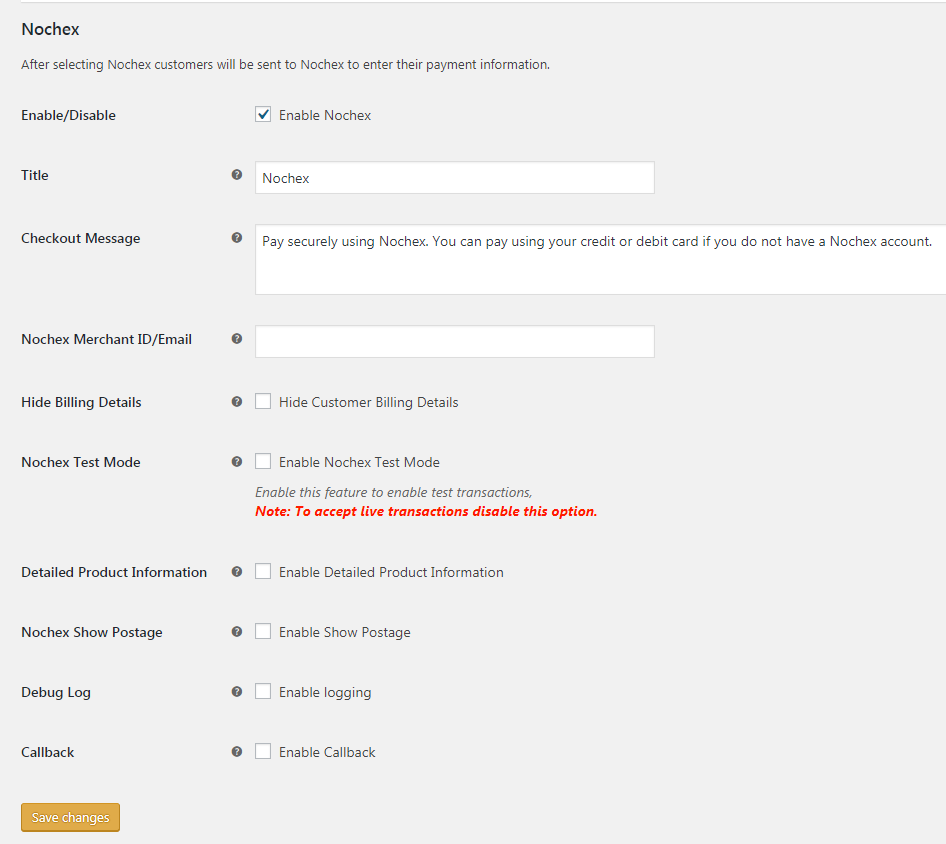 Nochex
After selecting Nochex customers will be sent to Nochex to enter their payment information.
Enable/Disable
Enable Nochex
Title
Nochex
Checkout Message
Pay securely using Nochex. You can pay using your credit or debit card if you do not have a Nochex account.
Nochex Merchant ID/Email
Hide Billing Details
Hide Customer Billing Details
Nochex Test Mode
Enable Nochex Test Mode
Enable this feature to enable test transactions,
Note: To accept live transactions disable this option.
Detailed Product Information
Enable Detailed Product Information
Nochex Show Postage
Enable Show Postage
Debug Log
Enable logging
Callback
Enable Callback
Save changes